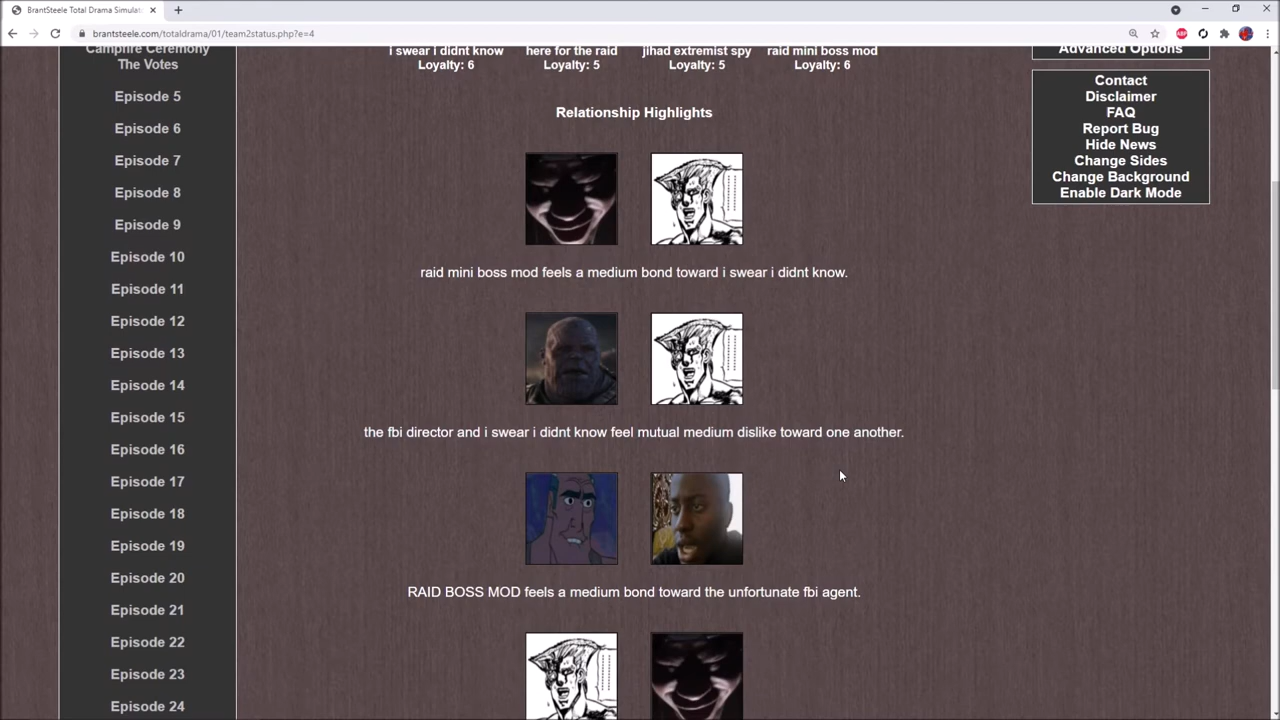 BrantSteele Total Drama Simulat
brantsteele.com/totaldrama/01/team2status.php?e=4
ABP
Campfire Ceremony
The Votes
Episode 5
Episode 6
Episode 7
Episode 8
Episode 9
Episode 10
Episode 11
Episode 12
Episode 13
Episode 14
Episode 15
Episode 16
Episode 17
Episode 18
Episode 19
Episode 20
Episode 21
Episode 22
Episode 23
Episode 24
i swear i didnt know
Loyalty: 6
here for the raid
Loyalty: 5
jihad extremist spy
Loyalty: 5
raid mini boss mod
Loyalty: 6
Relationship Highlights
raid mini boss mod feels a medium bond toward i swear i didnt know.
the fbi director and i swear i didnt know feel mutual medium dislike toward one another.
RAID BOSS MOD feels a medium bond toward the unfortunate fbi agent.
Advanced Options
Contact
Disclaimer
FAQ
Report Bug
Hide News
Change Sides
Change Background
Enable Dark Mode